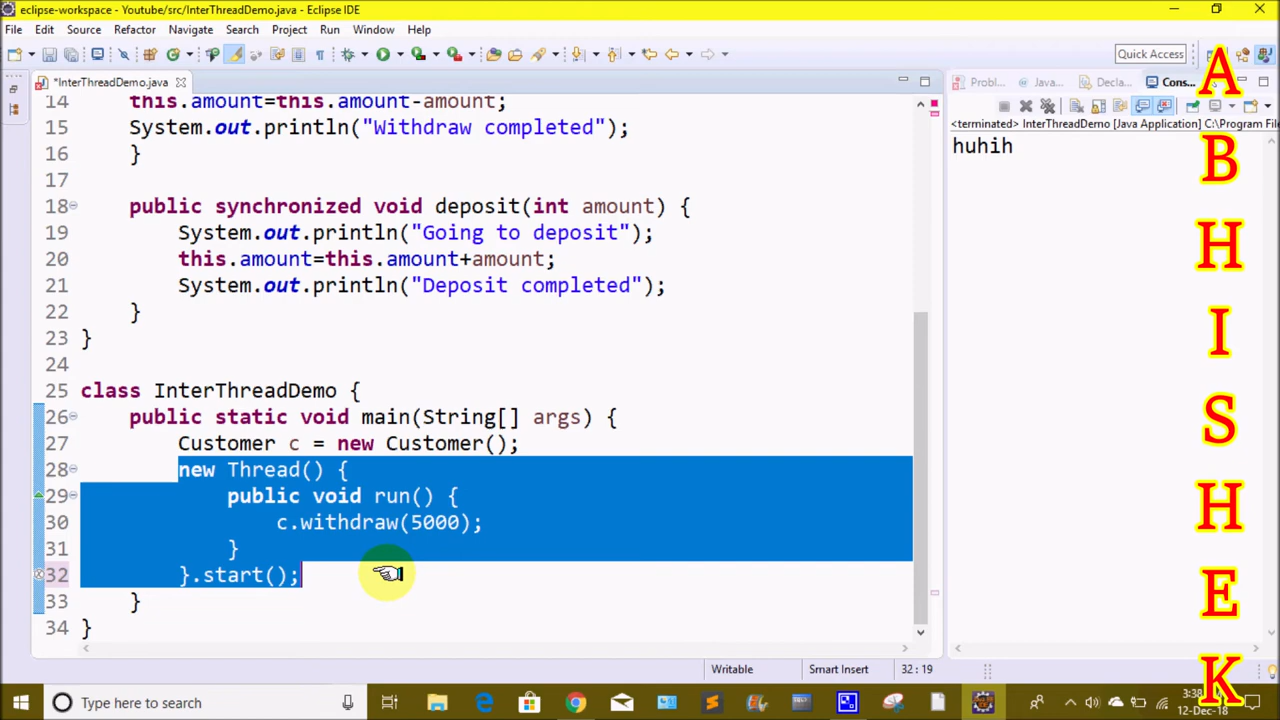 eclipse-workspace - Youtube/src/InterThreadDemo.java - Eclipse IDE
File Edit Source Refactor Navigate Search Project Run Window Help
Quick Access
*InterThreadDemo.java
Probl... Java... Decla... Cons...
<terminated> InterThreadDemo [Java Application] C:\Program File
huhih
14 this.amount=this.amount-amount;
15 System.out.println("Withdraw completed");
16 }
17
18 public synchronized void deposit(int amount) {
19 System.out.println("Going to deposit");
20 this.amount=this.amount+amount;
21 System.out.println("Deposit completed");
22 }
23 }
24
25 class InterThreadDemo {
26 public static void main(String[] args) {
27 Customer c = new Customer();
28 new Thread() {
29 public void run() {
30 c.withdraw(5000);
31 }
32 }.start();
33 }
34 }
Writable Smart Insert 32 : 19
Type here to search
12-Dec-18
A
B
H
I
S
H
E
K